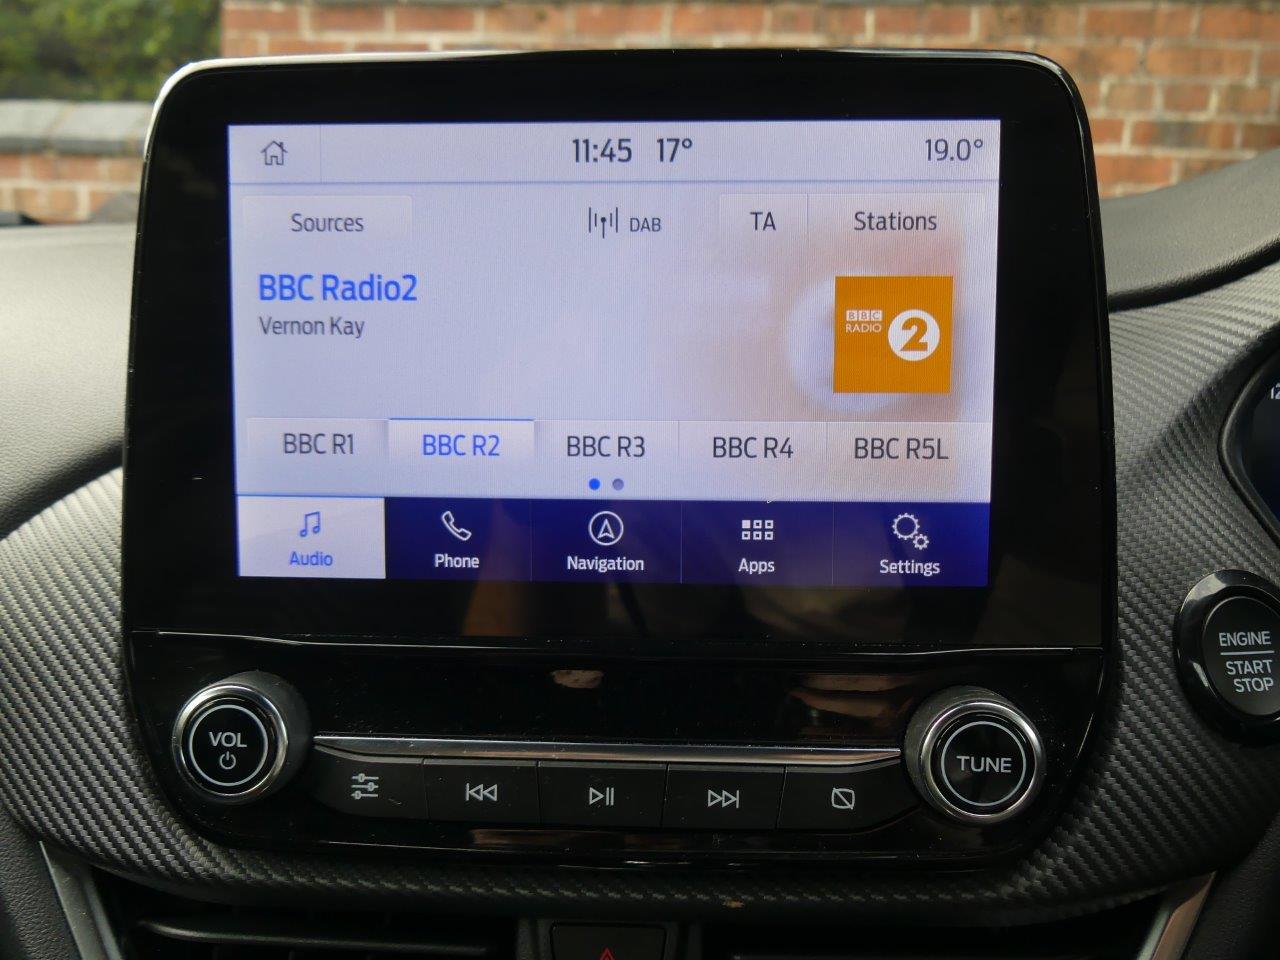 11:45 17° 19.0°
Sources DAB TA Stations
BBC Radio2
Vernon Kay
BBC
RADIO 2
BBC R1 BBC R2 BBC R3 BBC R4 BBC R5L
Audio Phone Navigation Apps Settings
ENGINE
START
STOP
VOL
TUNE